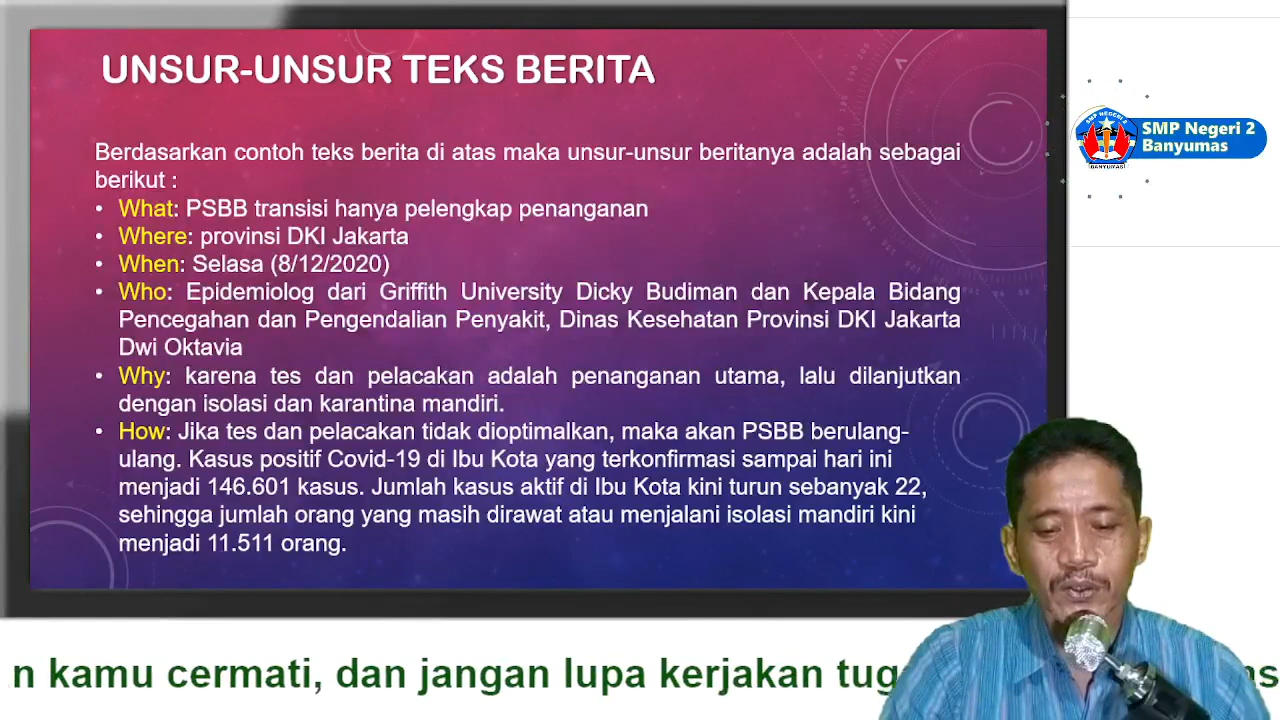 UNSUR-UNSUR TEKS BERITA
Berdasarkan contoh teks berita di atas maka unsur-unsur beritanya adalah sebagai
berikut :
• What: PSBB transisi hanya pelengkap penanganan
• Where: provinsi DKI Jakarta
• When: Selasa (8/12/2020)
• Who: Epidemiolog dari Griffith University Dicky Budiman dan Kepala Bidang
Pencegahan dan Pengendalian Penyakit, Dinas Kesehatan Provinsi DKI Jakarta
Dwi Oktavia
• Why: karena tes dan pelacakan adalah penanganan utama, lalu dilanjutkan
dengan isolasi dan karantina mandiri.
• How: Jika tes dan pelacakan tidak dioptimalkan, maka akan PSBB berulang-
ulang. Kasus positif Covid-19 di Ibu Kota yang terkonfirmasi sampai hari ini
menjadi 146.601 kasus. Jumlah kasus aktif di Ibu Kota kini turun sebanyak 22,
sehingga jumlah orang yang masih dirawat atau menjalani isolasi mandiri kini
menjadi 11.511 orang.
SMP NEGERI 2
BANYUMAS
SMP Negeri 2
Banyumas
n kamu cermati, dan jangan lupa kerjakan tug